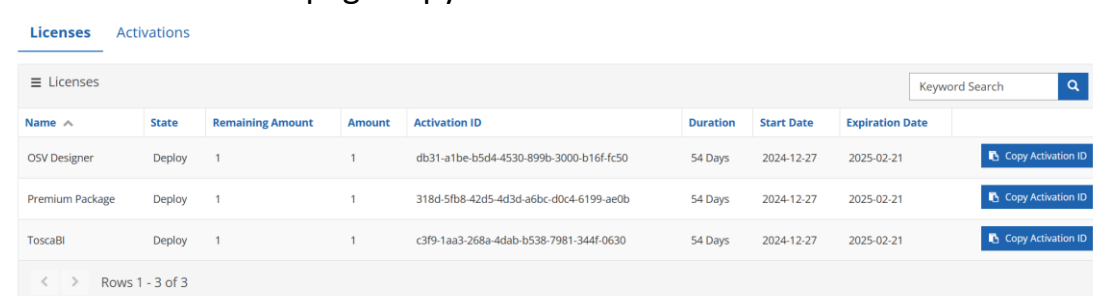 Licenses Activations
Licenses
Keyword Search
Name State Remaining Amount Amount Activation ID Duration Start Date Expiration Date
OSV Designer Deploy 1 1 db31-a1be-b5d4-4530-899b-3000-b16f-fc50 54 Days 2024-12-27 2025-02-21 Copy Activation ID
Premium Package Deploy 1 1 318d-5fb8-42d5-4d3d-a6bc-d0c4-6199-ae0b 54 Days 2024-12-27 2025-02-21 Copy Activation ID
ToscaBI Deploy 1 1 c3f9-1aa3-268a-4dab-b538-7981-344f-0630 54 Days 2024-12-27 2025-02-21 Copy Activation ID
Rows 1 - 3 of 3